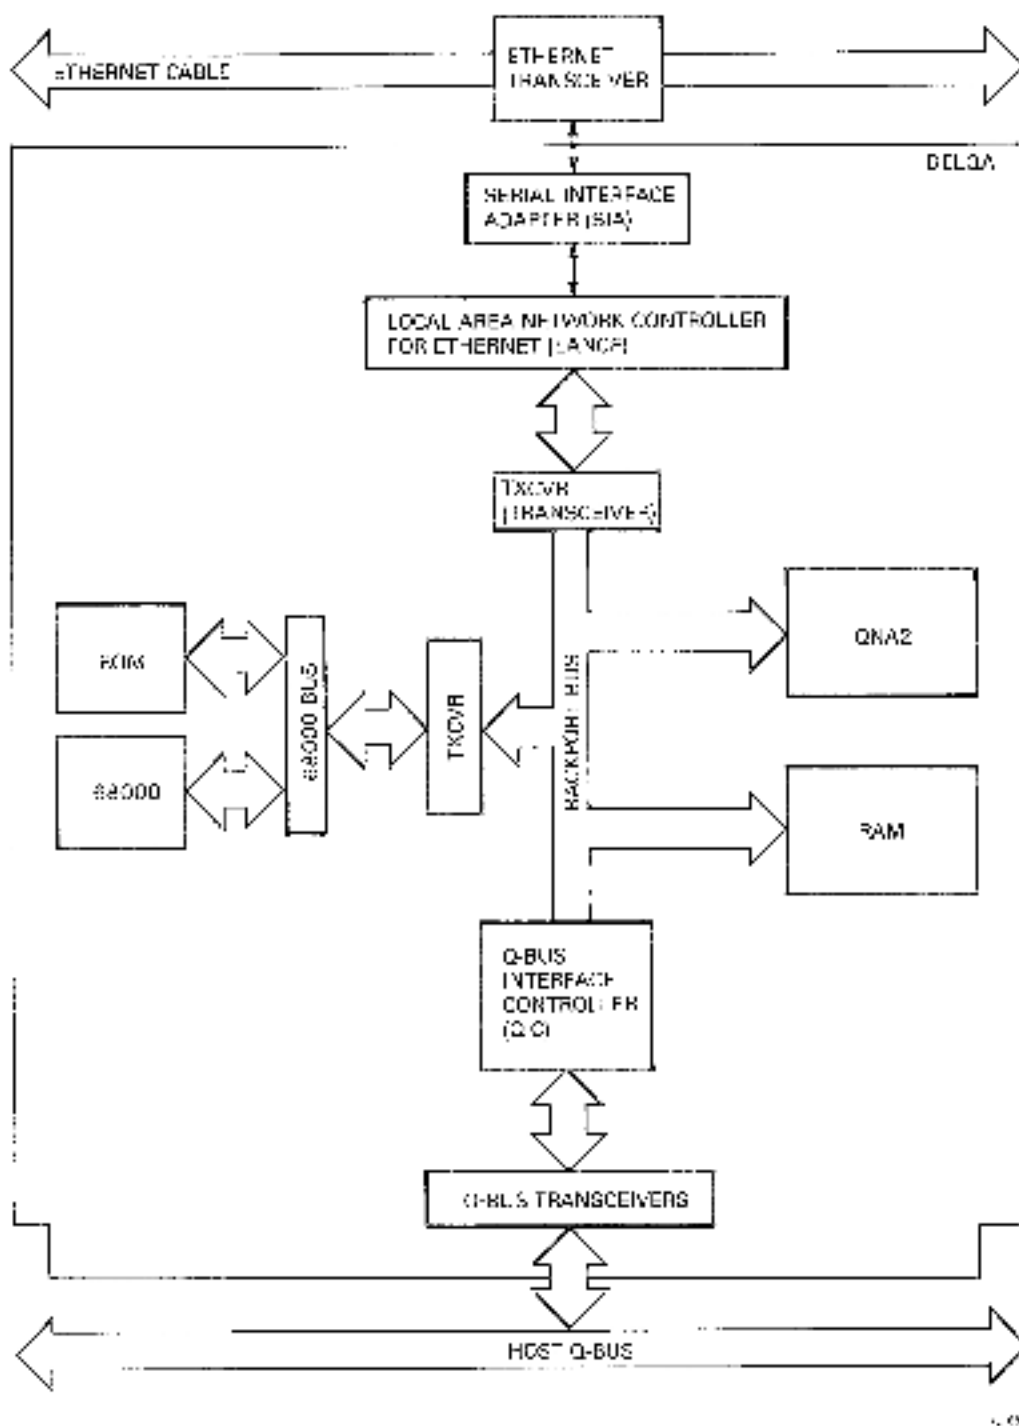 ETHERNET
TRANSCEIVER
ETHERNET CABLE
DELQA
SERIAL INTERFACE
ADAPTER (SIA)
LOCAL AREA NETWORK CONTROLLER
FOR ETHERNET (LANCE)
TXCVR
(TRANSCEIVER)
ROM
68000 BUS
TXCVR
BACKPORT BUS
QNA2
68000
RAM
Q-BUS
INTERFACE
CONTROLLER
(QIC)
Q-BUS TRANSCEIVERS
HOST Q-BUS